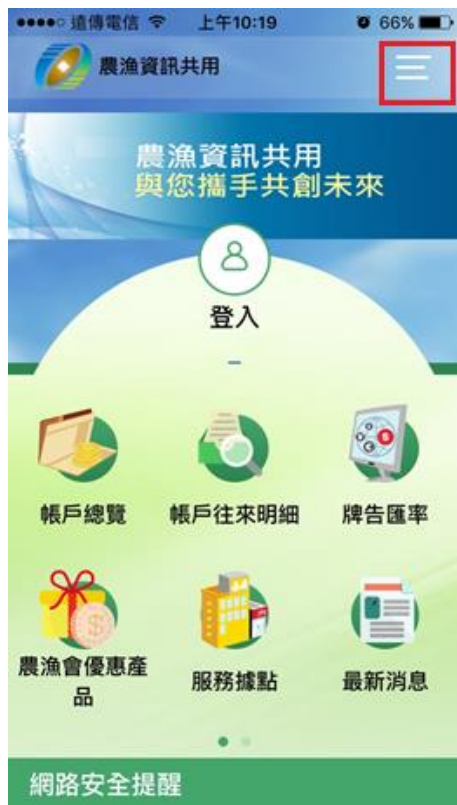 遠傳電信 上午10:19 66%
農漁資訊共用
農漁資訊共用
與您攜手共創未來
登入
帳戶總覽 帳戶往來明細 牌告匯率
農漁會優惠產
品
服務據點 最新消息
網路安全提醒